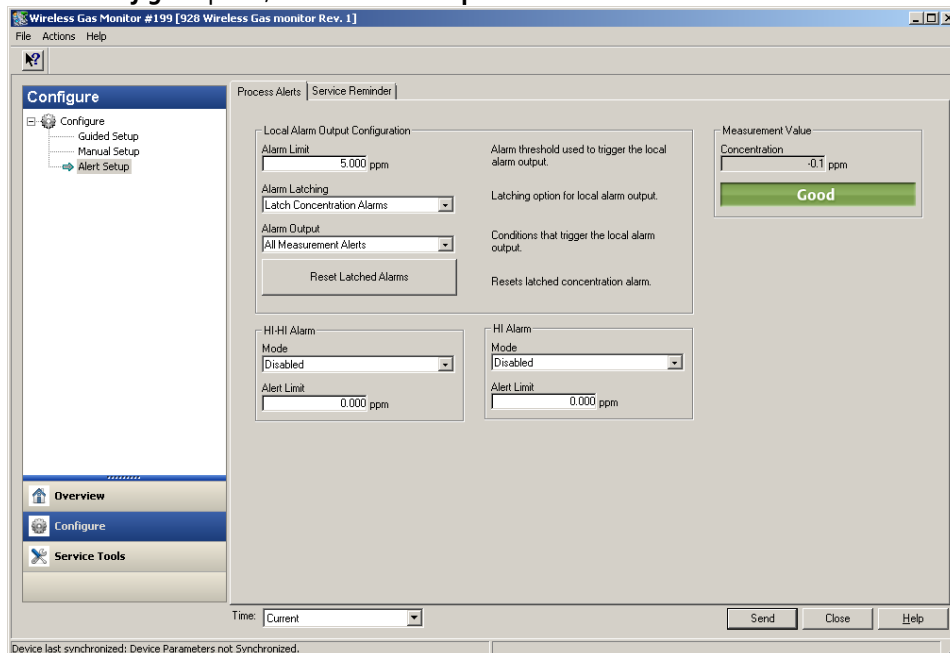 Wireless Gas Monitor #199 [928 Wireless Gas monitor Rev. 1]
File Actions Help
Configure
Configure
Guided Setup
Manual Setup
Alert Setup
Overview
Configure
Service Tools
Process Alerts Service Reminder
Local Alarm Output Configuration
Alarm Limit
5.000 ppm
Alarm threshold used to trigger the local
alarm output.
Alarm Latching
Latch Concentration Alarms
Latching option for local alarm output.
Alarm Output
All Measurement Alerts
Conditions that trigger the local alarm
output.
Reset Latched Alarms
Resets latched concentration alarm.
Measurement Value
Concentration
-0.1 ppm
Good
HI-HI Alarm
Mode
Disabled
Alert Limit
0.000 ppm
HI Alarm
Mode
Disabled
Alert Limit
0.000 ppm
Time: Current
Send Close Help
Device last synchronized: Device Parameters not Synchronized.